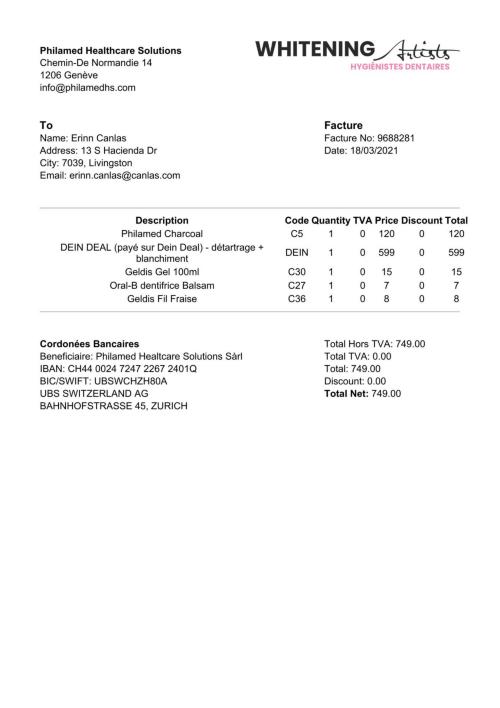 Philamed Healthcare Solutions
Chemin-De Normandie 14
1206 Genève
info@philamedhs.com
WHITENING Artists
HYGIÉNISTES DENTAIRES
To
Name: Erinn Canlas
Address: 13 S Hacienda Dr
City: 7039, Livingston
Email: erinn.canlas@canlas.com
Facture
Facture No: 9688281
Date: 18/03/2021
Description Code Quantity TVA Price Discount Total
Philamed Charcoal C5 1 0 120 0 120
DEIN DEAL (payé sur Dein Deal) - détartrage +
blanchiment DEIN 1 0 599 0 599
Geldis Gel 100ml C30 1 0 15 0 15
Oral-B dentifrice Balsam C27 1 0 7 0 7
Geldis Fil Fraise C36 1 0 8 0 8
Cordonées Bancaires
Beneficiaire: Philamed Healtcare Solutions Sàrl
IBAN: CH44 0024 7247 2267 2401Q
BIC/SWIFT: UBSWCHZH80A
UBS SWITZERLAND AG
BAHNHOFSTRASSE 45, ZURICH
Total Hors TVA: 749.00
Total TVA: 0.00
Total: 749.00
Discount: 0.00
Total Net: 749.00